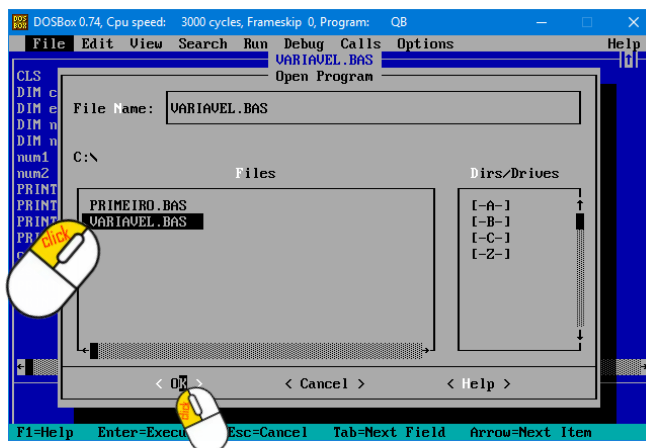 DOSBox 0.74, Cpu speed: 3000 cycles, Frameskip 0, Program: QB
File Edit View Search Run Debug Calls Options Help
VARIAVEL.BAS
Open Program
CLS
DIM c
DIM e
DIM n
DIM n
num1
num2
PRINT
PRINT
PRINT
PR
File Name: VARIAVEL.BAS
C:\
Files
Dirs/Drives
PRIMEIRO.BAS
VARIAVEL.BAS
[-A-]
[-B-]
[-C-]
[-Z-]
click
< OK > < Cancel > < Help >
click
F1=Help Enter=Execu Esc=Cancel Tab=Next Field Arrow=Next Item